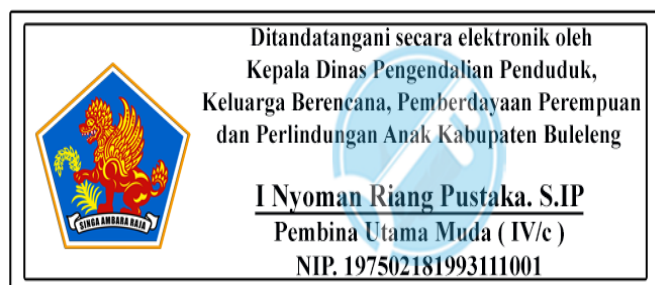 Ditandatangani secara elektronik oleh
Kepala Dinas Pengendalian Penduduk,
Keluarga Berencana, Pemberdayaan Perempuan
dan Perlindungan Anak Kabupaten Buleleng
I Nyoman Riang Pustaka. S.IP
Pembina Utama Muda ( IV/c )
NIP. 197502181993111001
SINGA AMBARA RAJA